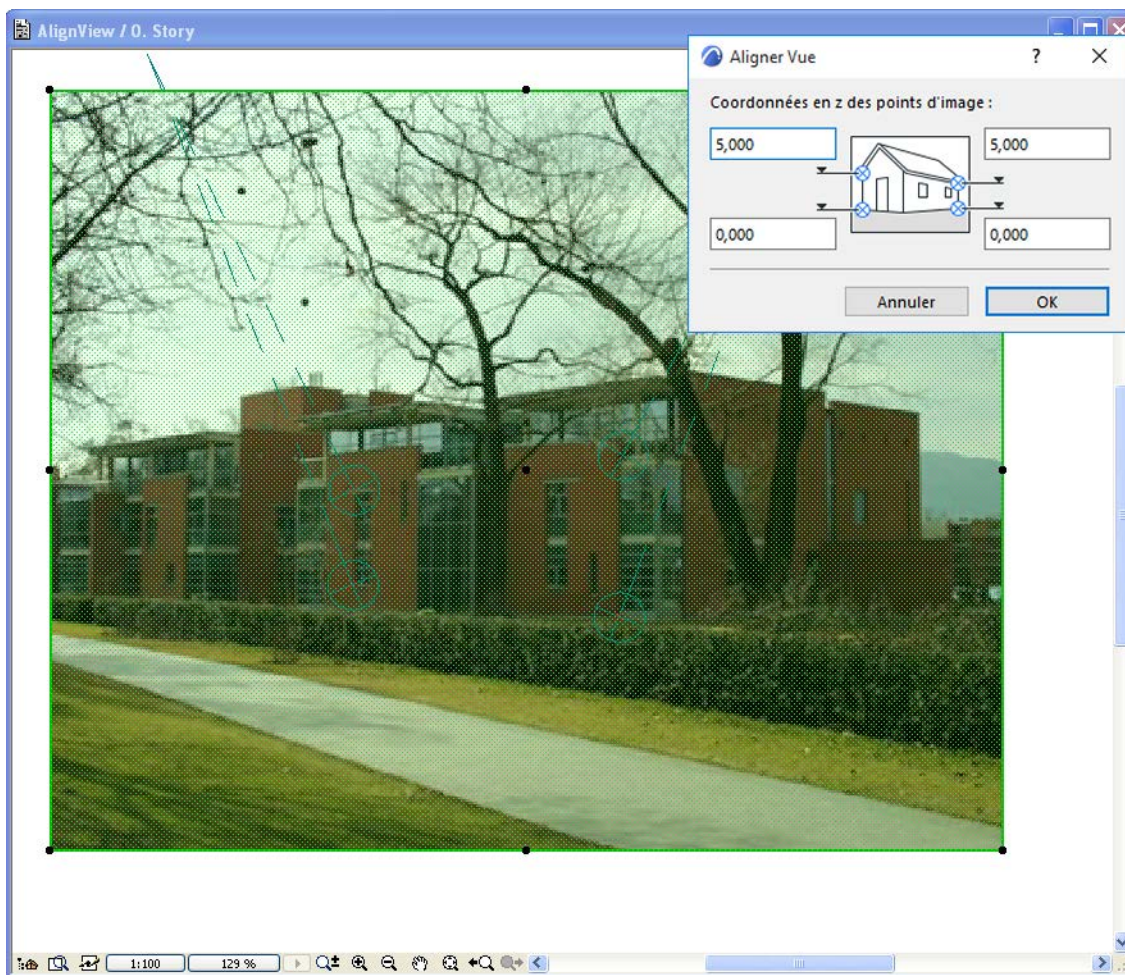 AlignView / 0. Story
Aligner Vue
?
Coordonnées en z des points d'image :
5,000
5,000
0,000
0,000
Annuler
OK
1:100
129 %